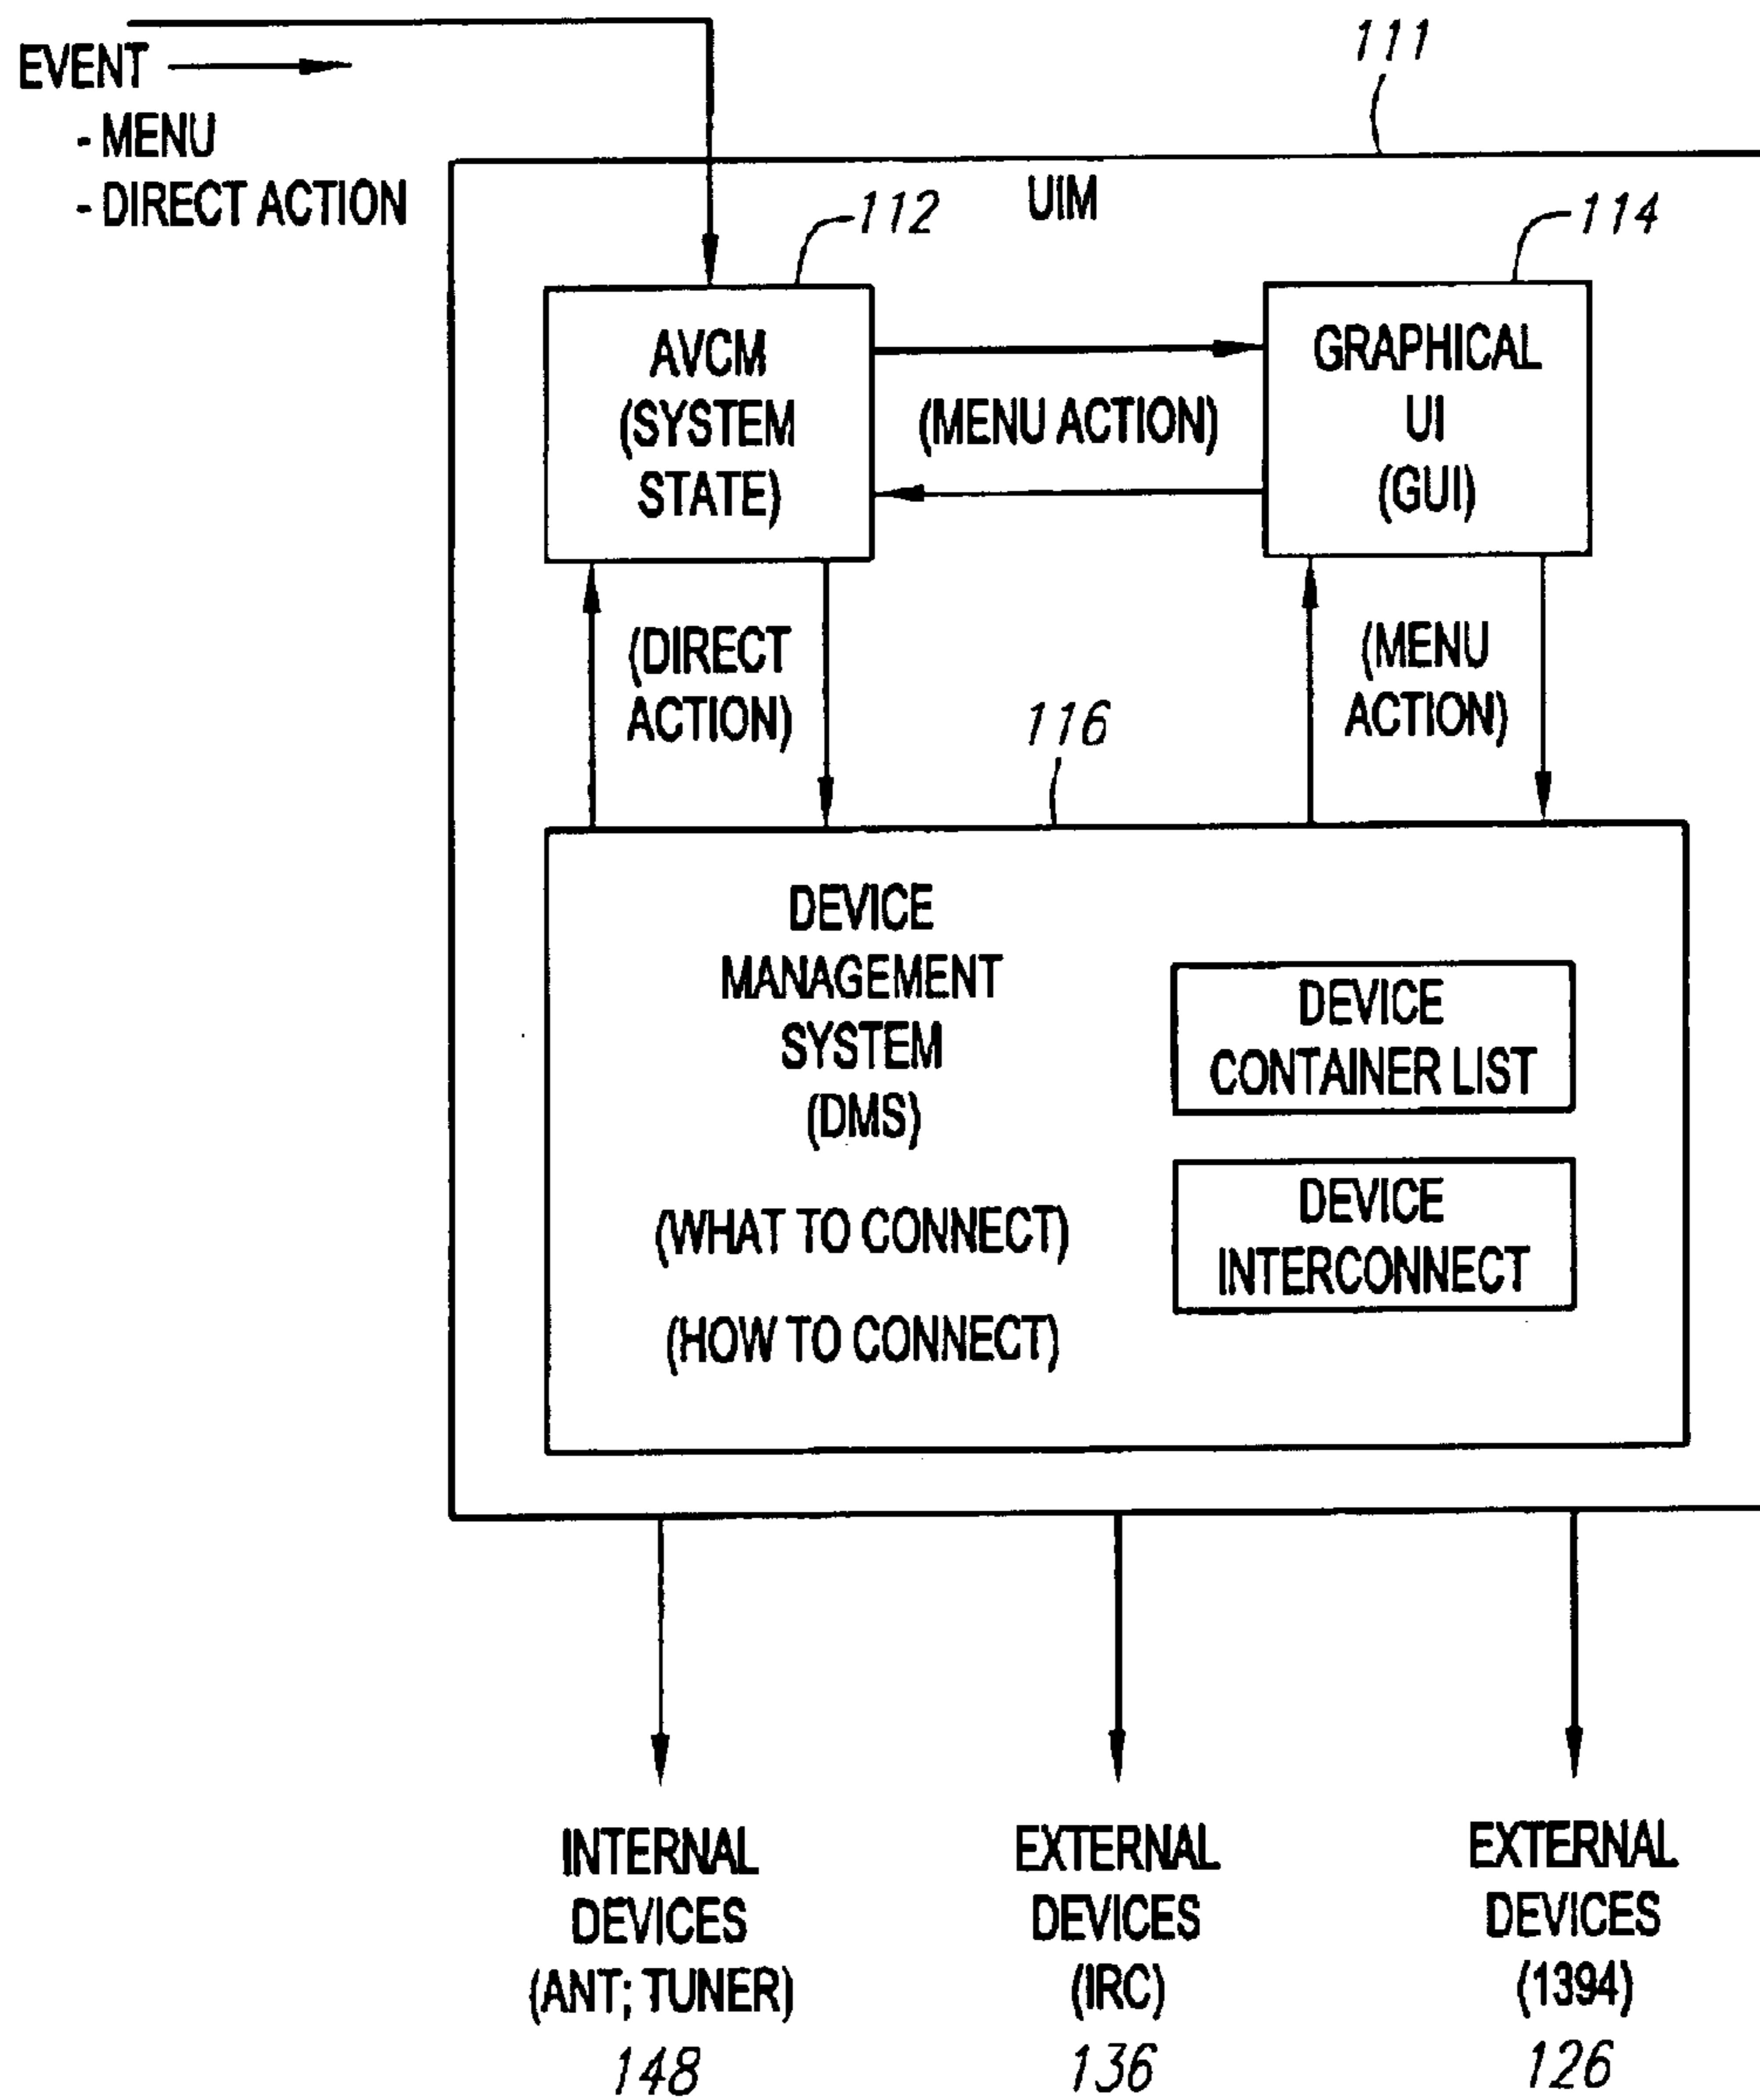 EVENT
- MENU
- DIRECT ACTION
111
UIM
112
114
AVCM
(SYSTEM
STATE)
(MENU ACTION)
GRAPHICAL
UI
(GUI)
(DIRECT
ACTION)
(MENU
ACTION)
116
DEVICE
MANAGEMENT
SYSTEM
(DMS)
(WHAT TO CONNECT)
(HOW TO CONNECT)
DEVICE
CONTAINER LIST
DEVICE
INTERCONNECT
INTERNAL
DEVICES
(ANT; TUNER)
148
EXTERNAL
DEVICES
(IRC)
136
EXTERNAL
DEVICES
(1394)
126